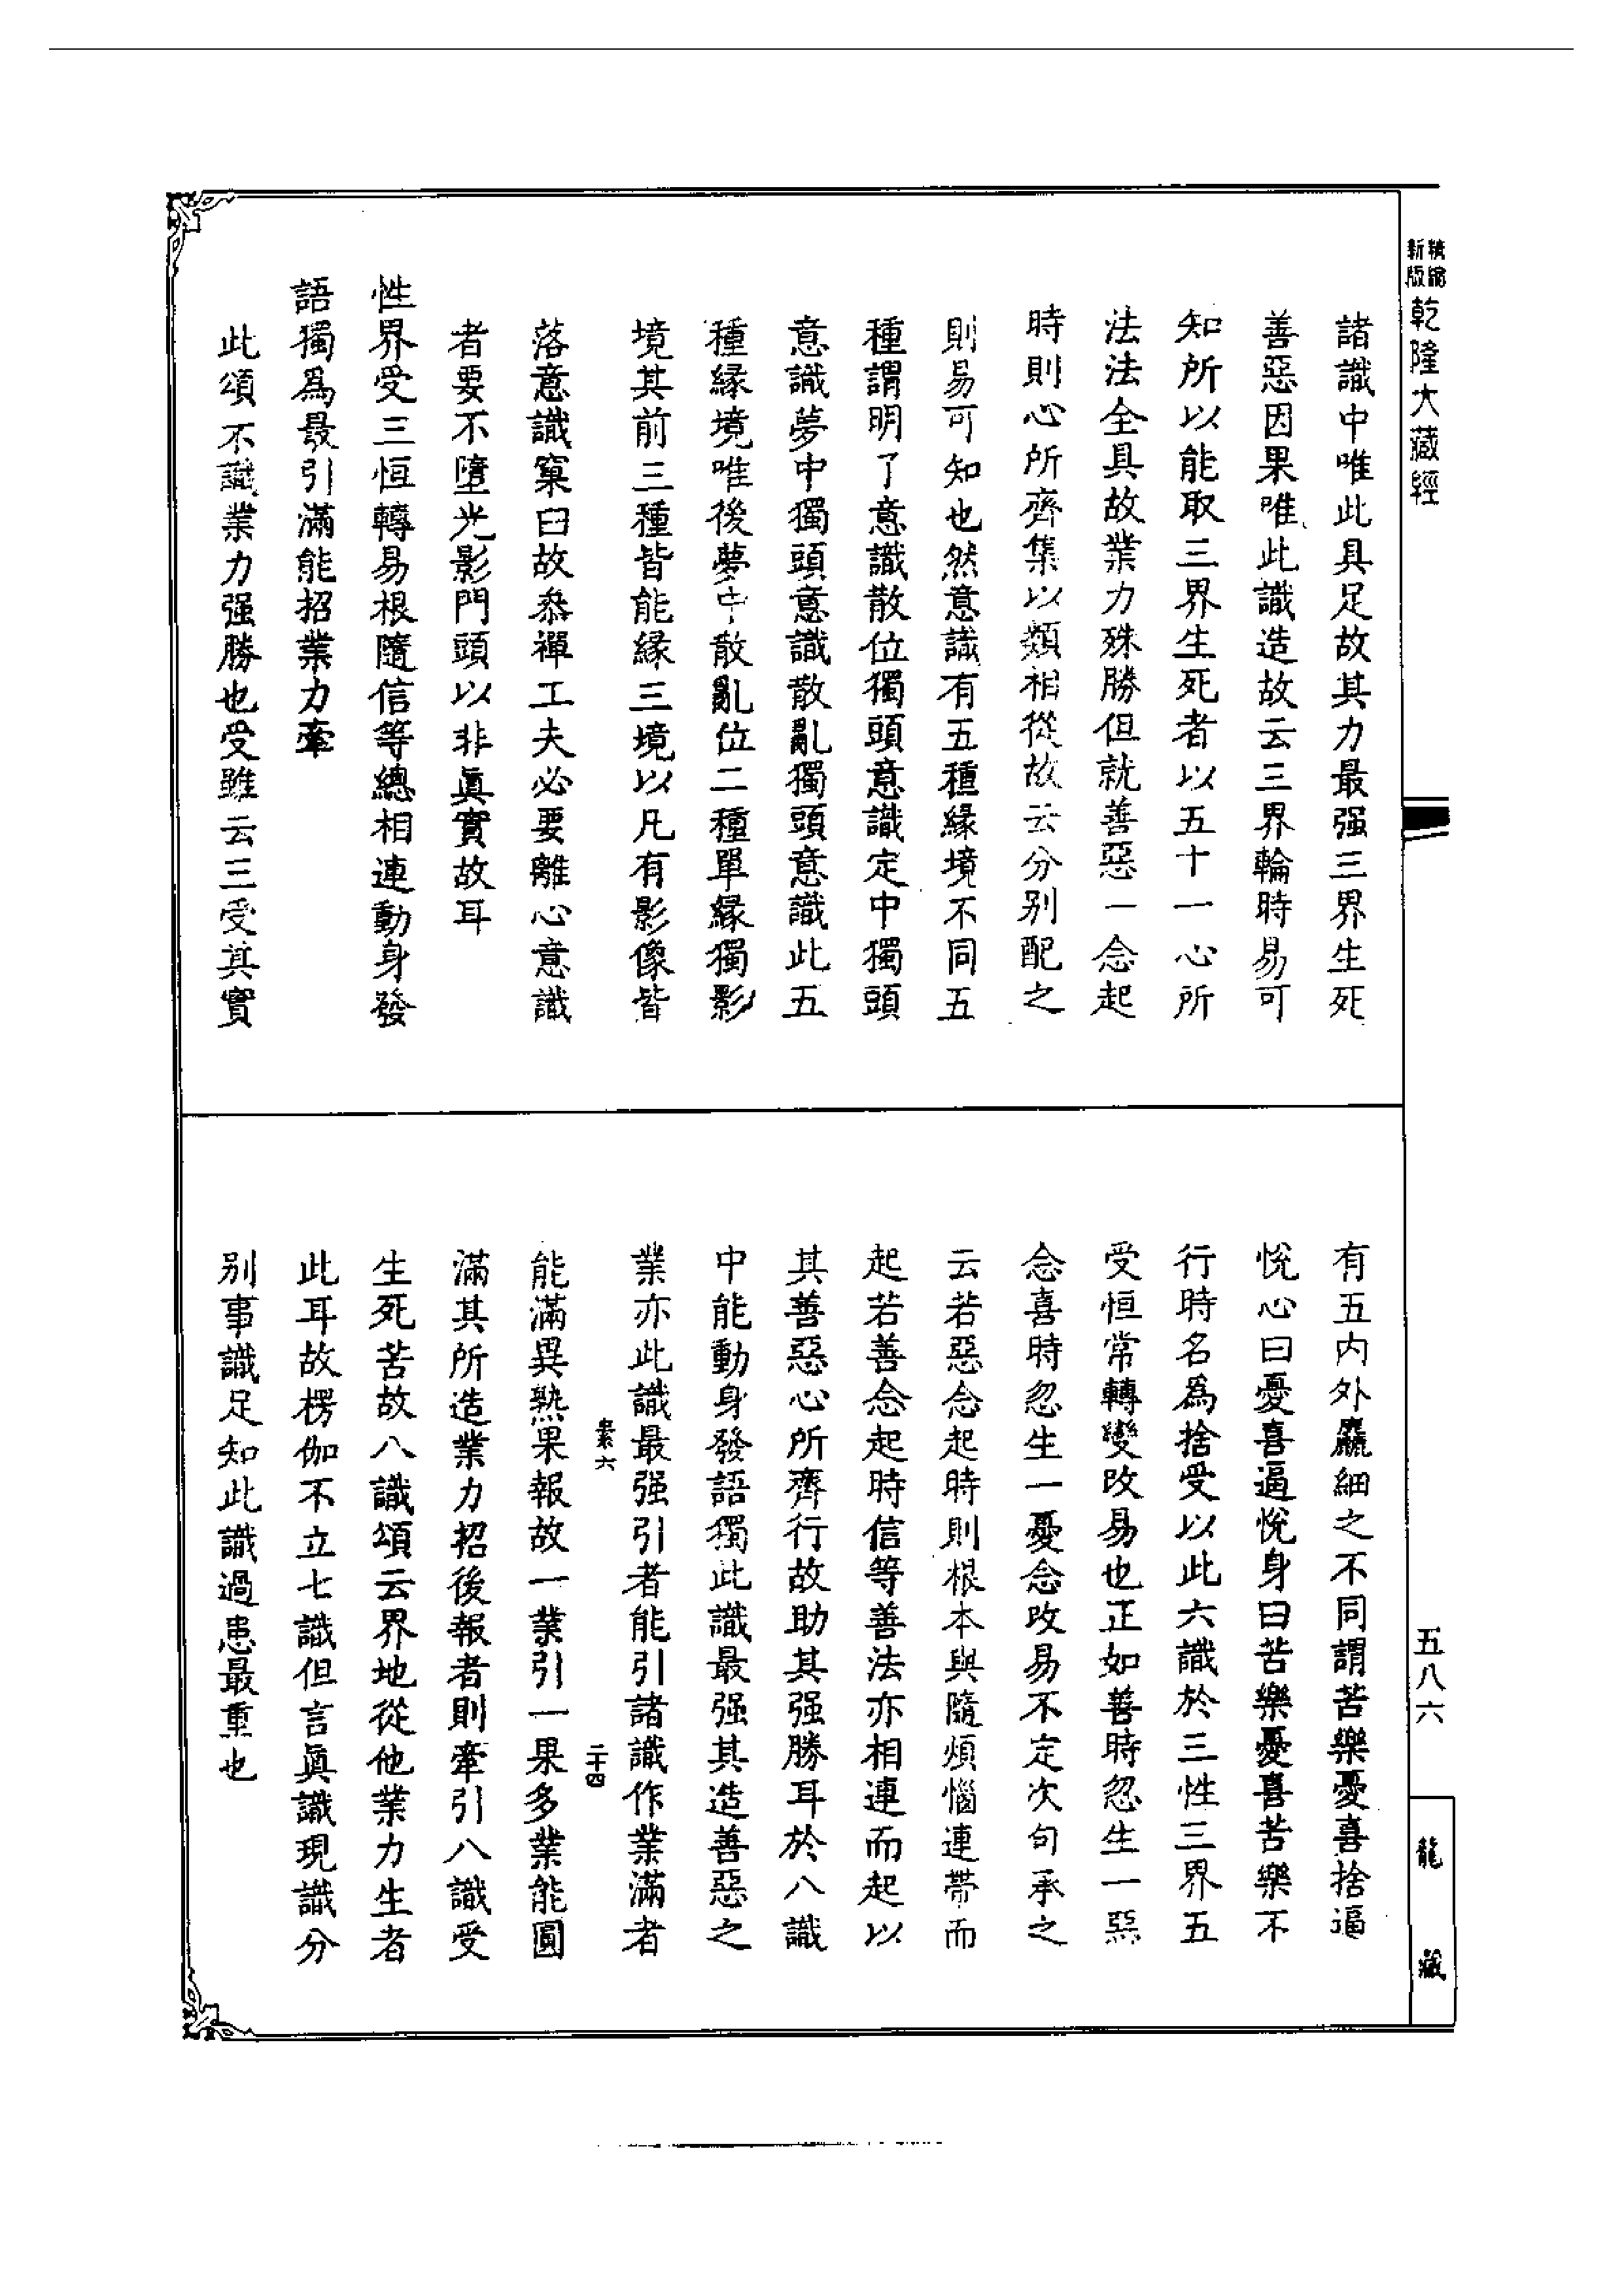 精縮新版
乾隆大藏經
諸識中唯此具足故其力最强三界生死
善惡因果唯此識造故云三界輪時易可
知所以能取三界生死者以五十一心所
法法全具故業力殊勝但就善惡一念起
時則心所齊集以類相從故云分別配之
則易可知也然意識有五種緣境不同五
種謂明了意識散位獨頭意識定中獨頭
意識夢中獨頭意識散亂獨頭意識此五
種緣境唯後夢中散亂位二種單緣獨影
境其前三種皆能緣三境以凡有影像皆
落意識窠臼故叅禪工夫必要離心意識
者要不墮光影門頭以非眞實故耳
性界受三恒轉易根隨信等總相連動身發
語獨爲最引滿能招業力牽
此頌不識業力强勝也受雖云三受其實
有五内外麤細之不同謂苦樂憂喜捨逼
悅心曰憂喜逼悅身曰苦樂憂喜苦樂不
行時名爲捨受以此六識於三性三界五
受恒常轉變改易也正如善時忽生一惡
念喜時忽生一憂念改易不定次句承之
云若惡念起時則根本與隨煩惱連帶而
起若善念起時信等善法亦相連而起以
其善惡心所齊行故助其强勝耳於八識
中能動身發語獨此識最强其造善惡之
業亦此識最强引者能引諸識作業滿者
素六
二十四
能滿異熟果報故一業引一果多業能圓
滿其所造業力招後報者則牽引八識受
生死苦故八識頌云界地從他業力生者
此耳故楞伽不立七識但言眞識現識分
别事識足知此識過患最重也
五八六
龍藏